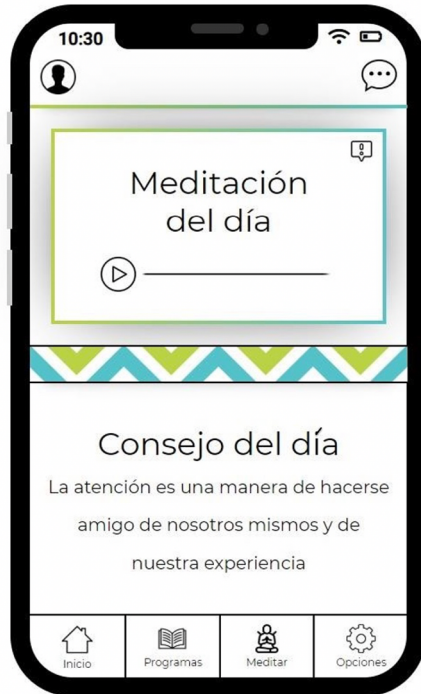 10:30
Meditación
del día
Consejo del día
La atención es una manera de hacerse
amigo de nosotros mismos y de
nuestra experiencia
Inicio
Programas
Meditar
Opciones